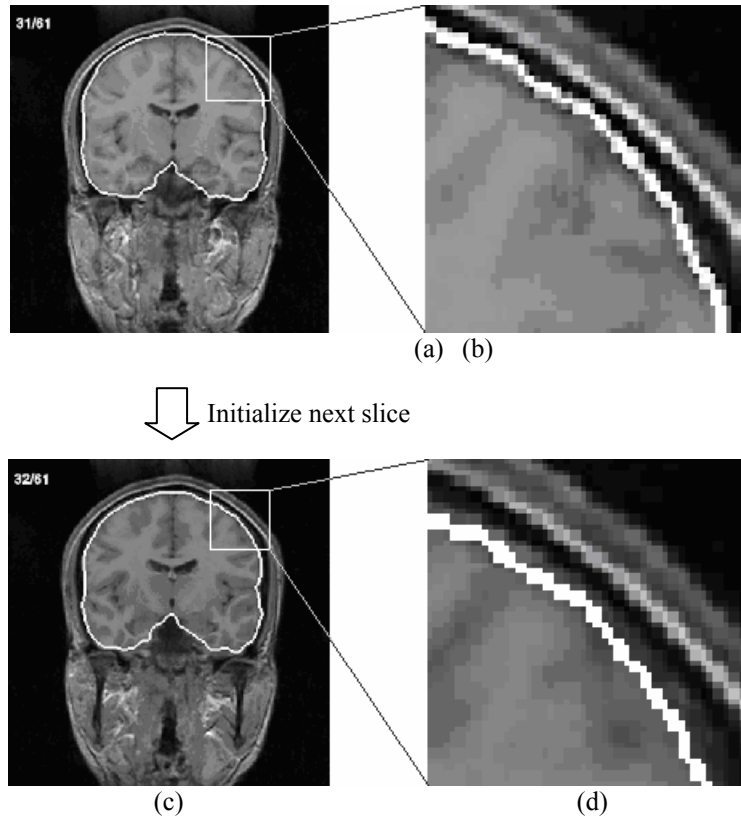 31/61
(a) (b)
Initialize next slice
32/61
(c) (d)